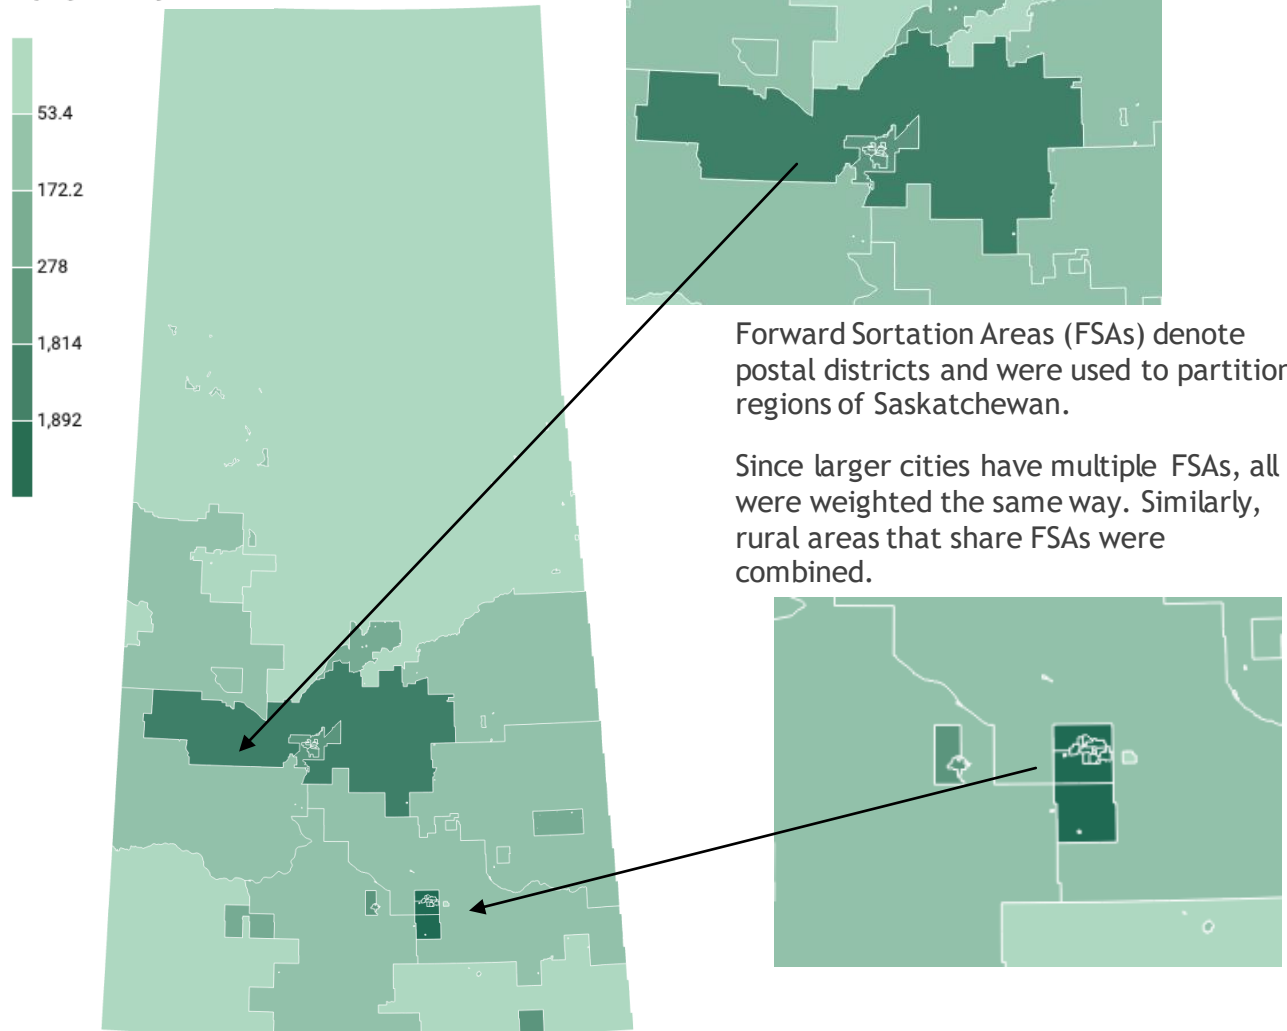 53.4
172.2
278
1,814
1,892
Forward Sortation Areas (FSAs) denote
postal districts and were used to partition
regions of Saskatchewan.
Since larger cities have multiple FSAs, all
were weighted the same way. Similarly,
rural areas that share FSAs were
combined.